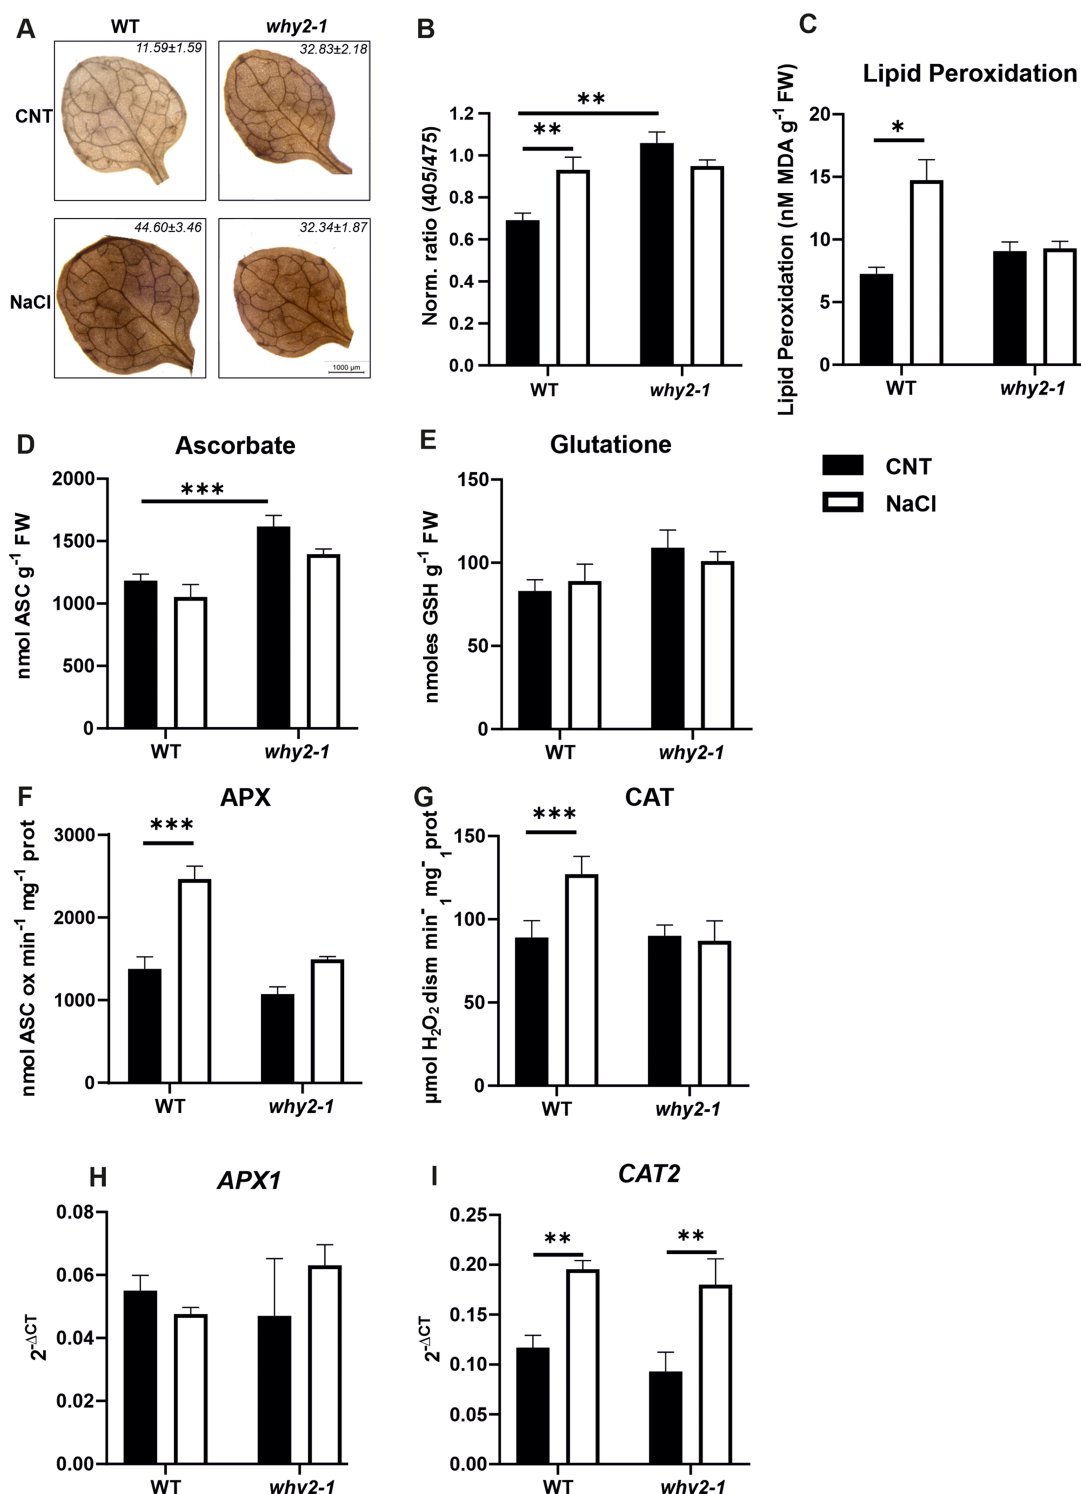 A
WT
why2-1
11.59±1.59
32.83±2.18
CNT
44.60±3.46
32.34±1.87
NaCl
1000 µm
B
Norm. ratio (405/475)
1.2
1.0
0.8
0.6
0.4
0.2
0.0
**
**
WT
why2-1
C
Lipid Peroxidation
Lipid Peroxidation (nM MDA g-1 FW)
20
15
10
5
0
*
WT
why2-1
CNT
NaCl
D
Ascorbate
nmol ASC g-1 FW
2000
1500
1000
500
0
***
WT
why2-1
E
Glutatione
nmoles GSH g-1 FW
150
100
50
0
WT
why2-1
F
APX
nmol ASC ox min-1 mg-1 prot
3000
2000
1000
0
***
WT
why2-1
G
CAT
µmol H2O2 dism min-1 mg-1 prot
150
100
50
0
***
WT
why2-1
H
APX1
2-ΔCT
0.08
0.06
0.04
0.02
0.00
WT
why2-1
I
CAT2
2-ΔCT
0.25
0.20
0.15
0.10
0.05
0.00
**
**
WT
why2-1